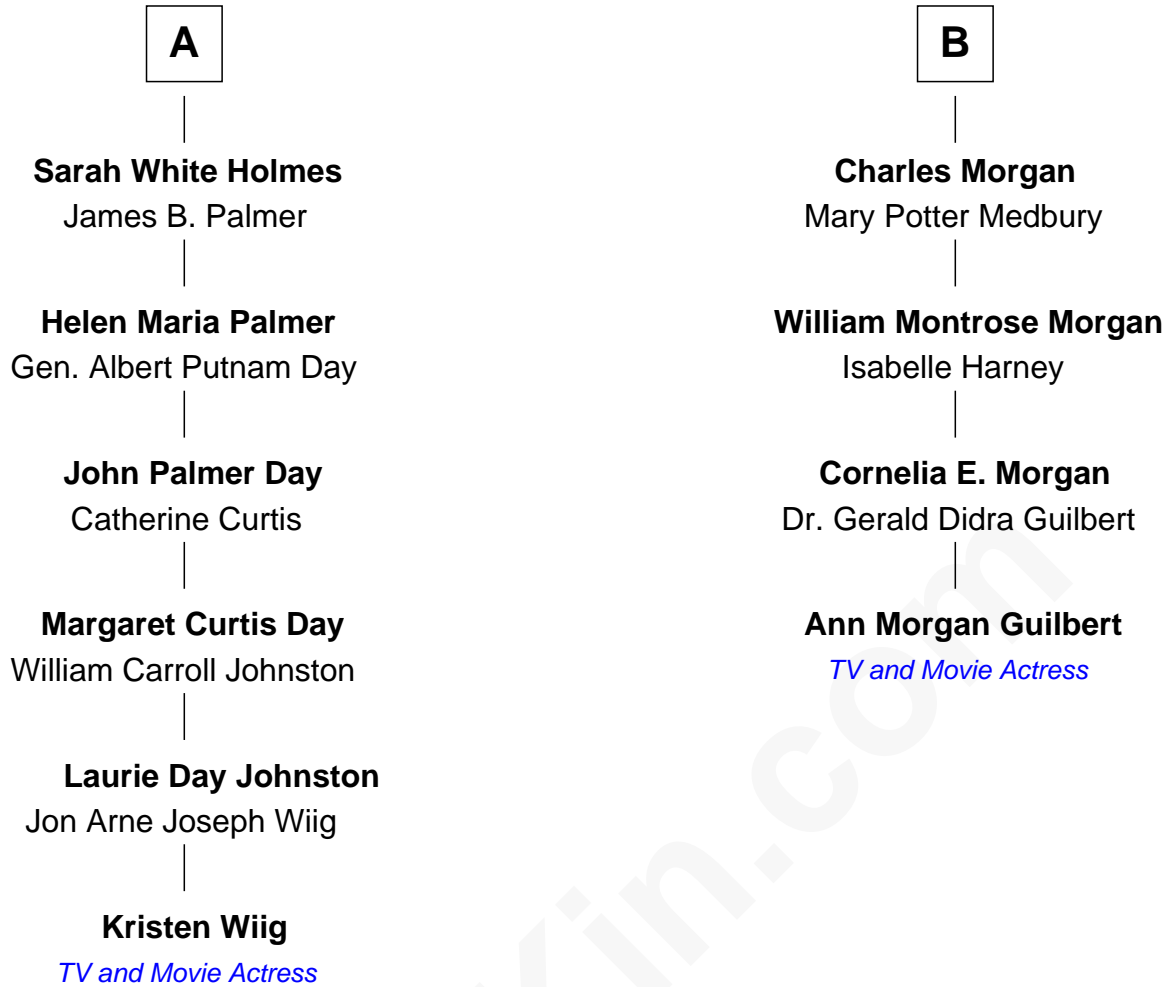 A
Sarah White Holmes
James B. Palmer
Helen Maria Palmer
Gen. Albert Putnam Day
John Palmer Day
Catherine Curtis
Margaret Curtis Day
William Carroll Johnston
Laurie Day Johnston
Jon Arne Joseph Wiig
Kristen Wiig
TV and Movie Actress
B
Charles Morgan
Mary Potter Medbury
William Montrose Morgan
Isabelle Harney
Cornelia E. Morgan
Dr. Gerald Didra Guilbert
Ann Morgan Guilbert
TV and Movie Actress